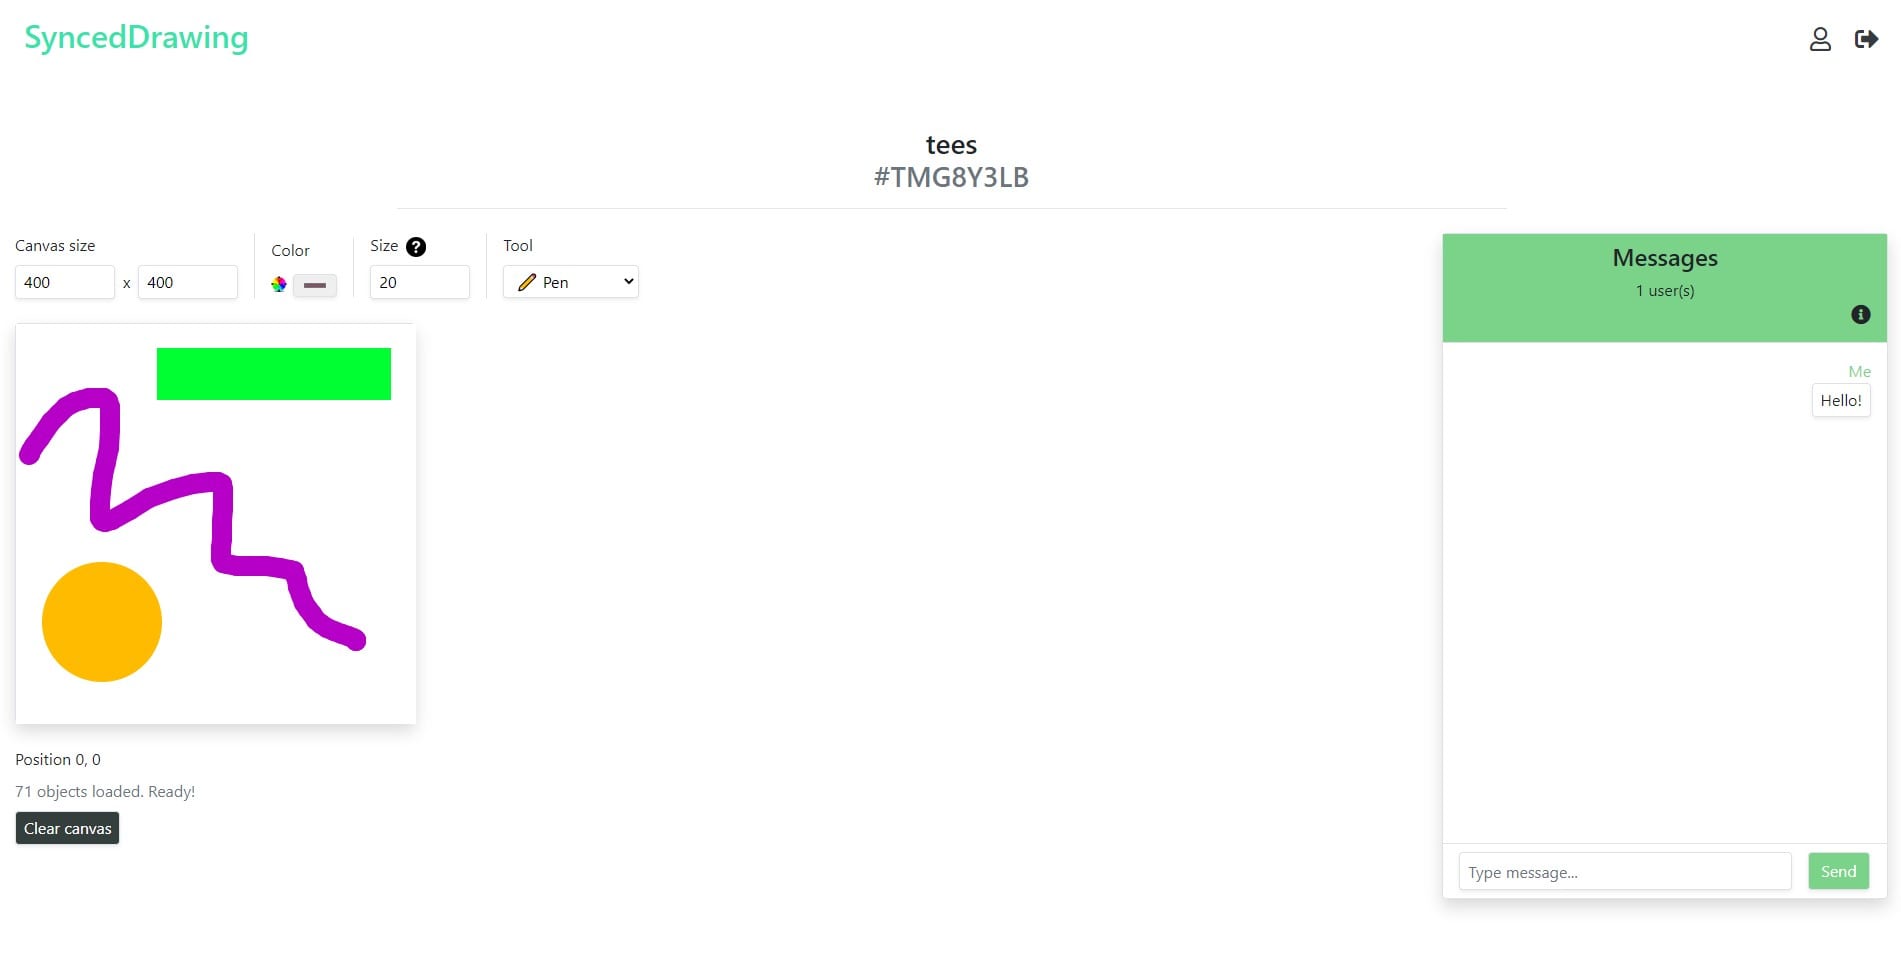 SyncedDrawing
tees
#TMG8Y3LB
Canvas size
400 x 400
Color
Size ?
20
Tool
Pen
Position 0, 0
71 objects loaded. Ready!
Clear canvas
Messages
1 user(s)
Me
Hello!
Type message...
Send